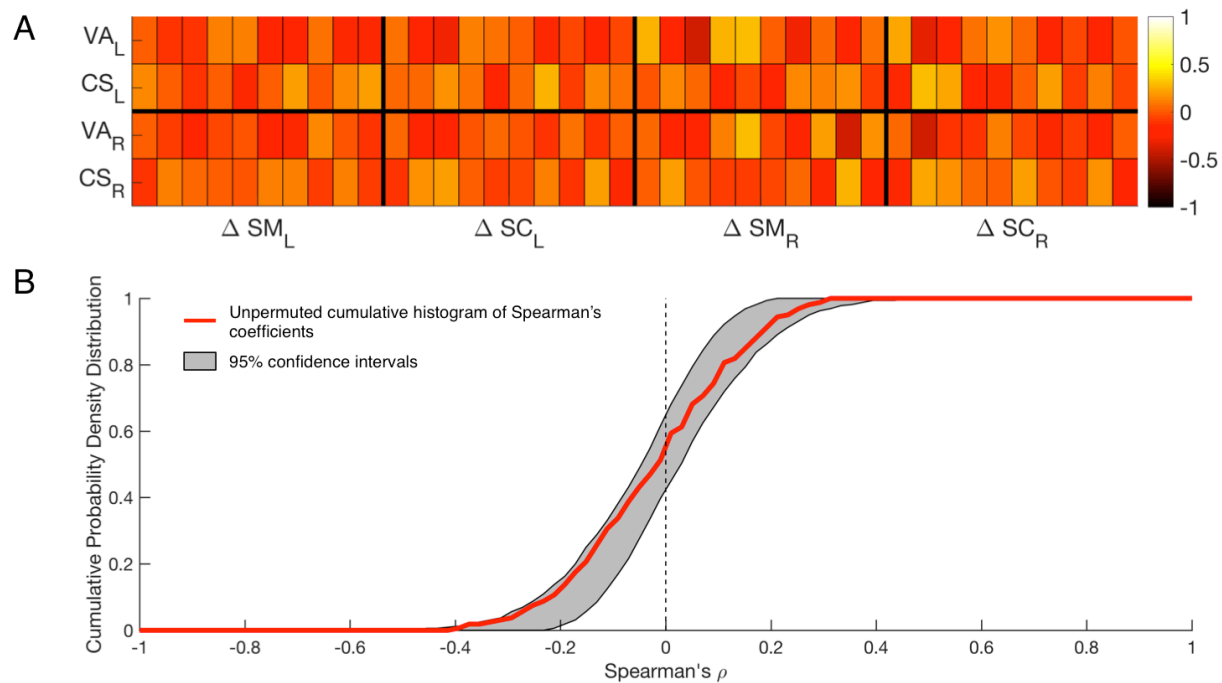 A
VA_L
CS_L
VA_R
CS_R
1
0.5
0
-0.5
-1
Δ SM_L
Δ SC_L
Δ SM_R
Δ SC_R
B
Cumulative Probability Density Distribution
1
0.8
0.6
0.4
0.2
0
Unpermuted cumulative histogram of Spearman's
coefficients
95% confidence intervals
-1
-0.8
-0.6
-0.4
-0.2
0
0.2
0.4
0.6
0.8
1
Spearman's ρ